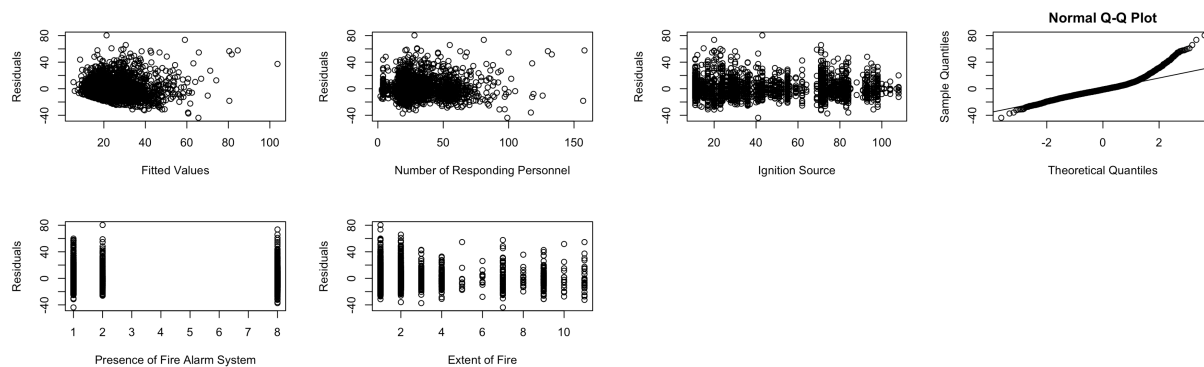 Residuals
-40 0 40 80
20 40 60 80 100
Fitted Values
Residuals
-40 0 40 80
0 50 100 150
Number of Responding Personnel
Residuals
-40 0 40 80
20 40 60 80 100
Ignition Source
Normal Q-Q Plot
Sample Quantiles
-40 0 40 80
-2 0 2
Theoretical Quantiles
Residuals
-40 0 40 80
1 2 3 4 5 6 7 8
Presence of Fire Alarm System
Residuals
-40 0 40 80
2 4 6 8 10
Extent of Fire